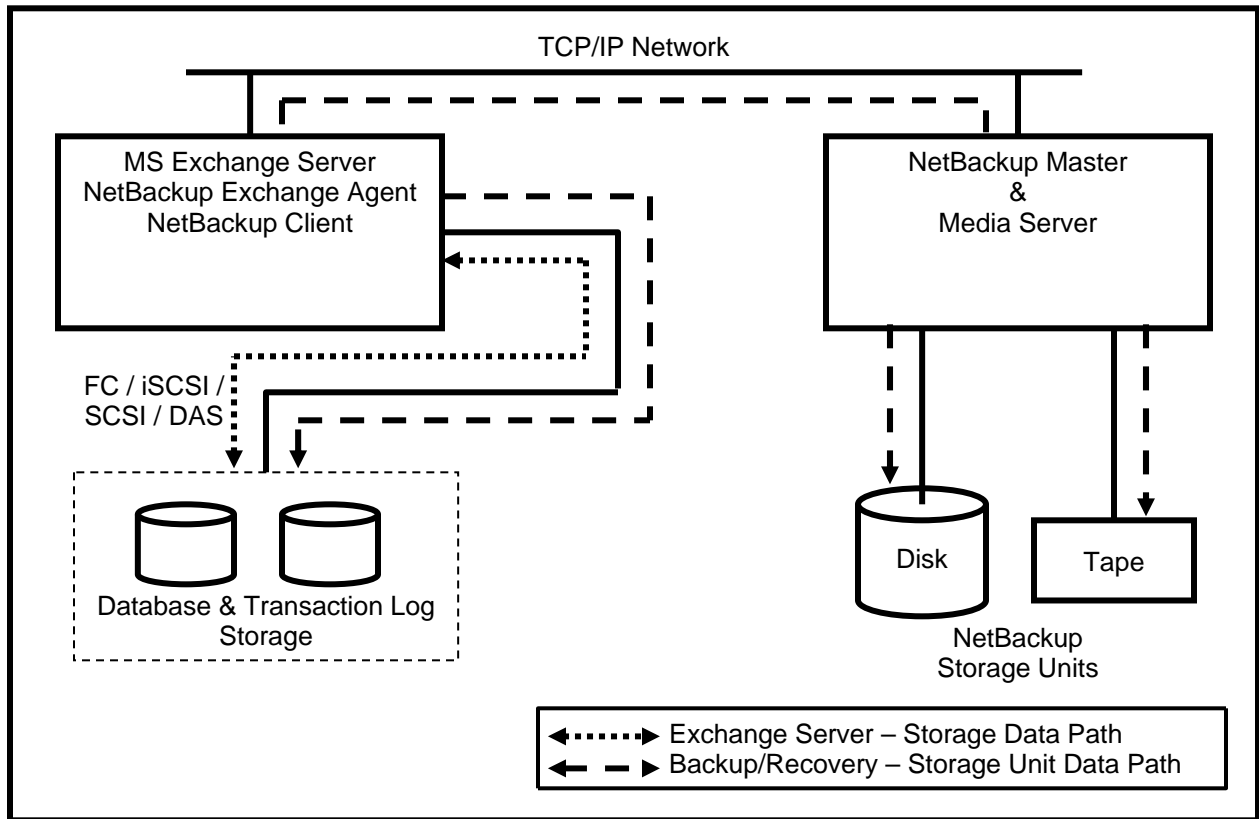 TCP/IP Network
MS Exchange Server
NetBackup Exchange Agent
NetBackup Client
NetBackup Master
&
Media Server
FC / iSCSI /
SCSI / DAS
Database & Transaction Log
Storage
Disk
Tape
NetBackup
Storage Units
Exchange Server – Storage Data Path
Backup/Recovery – Storage Unit Data Path